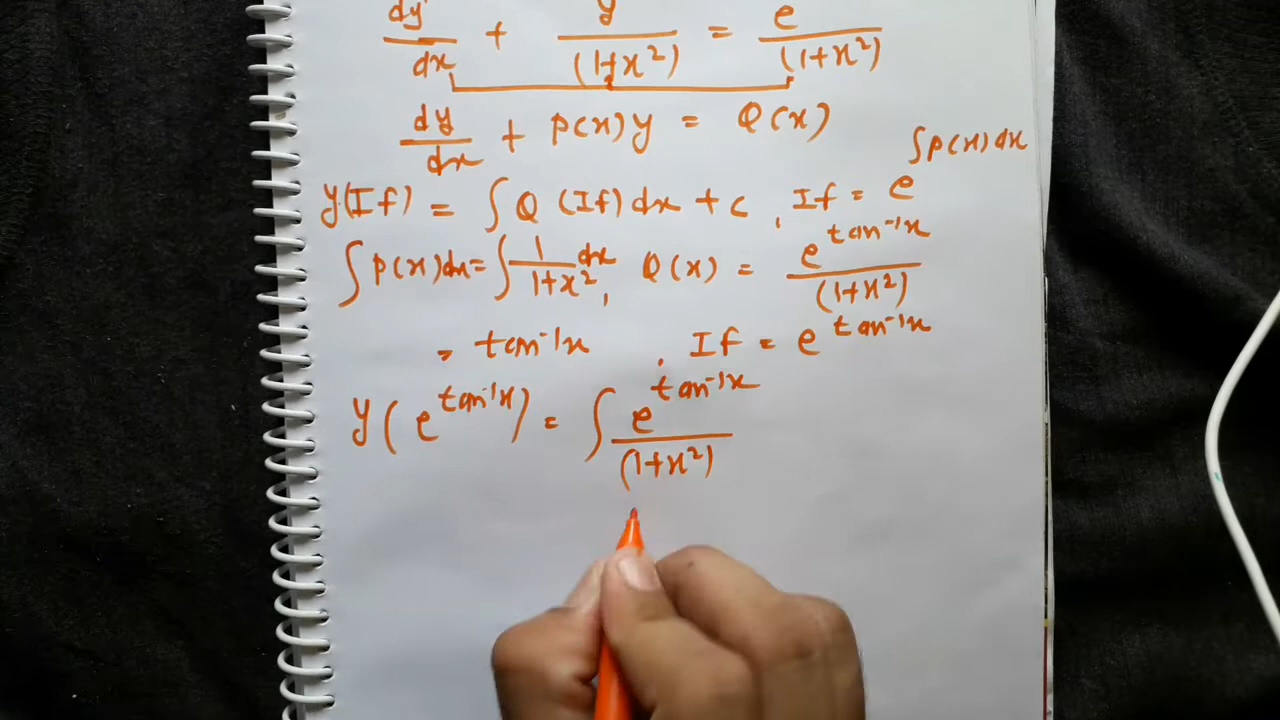 dy/dx + y/(1+x²) = e/(1+x²)
dy/dx + P(x)y = Q(x)
y(If) = ∫Q (If)dx + c, If = e^∫P(x)dx
∫P(x)dx = ∫1/1+x² dx, Q(x) = e^tan⁻¹x/(1+x²)
= tan⁻¹x, If = e^tan⁻¹x
y(e^tan⁻¹x) = ∫e^tan⁻¹x/(1+x²)